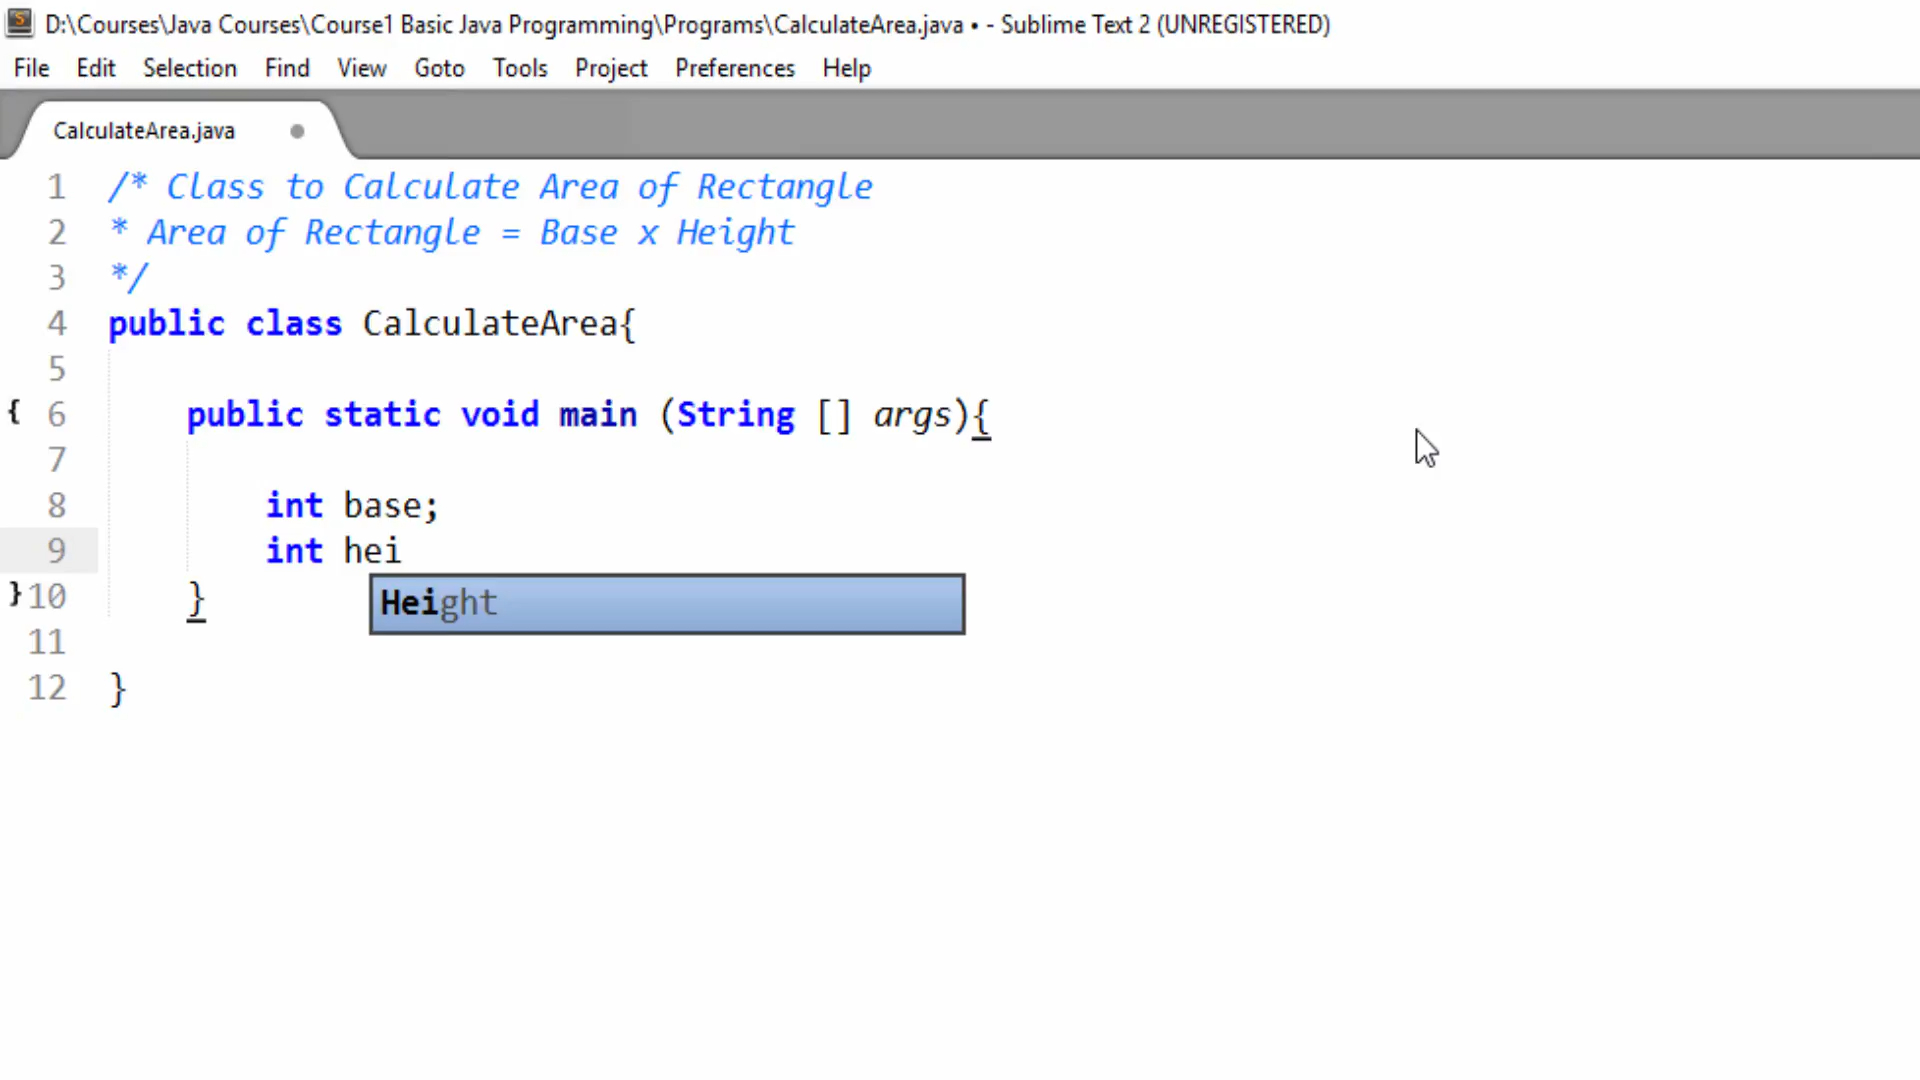 D:\Courses\Java Courses\Course1 Basic Java Programming\Programs\CalculateArea.java • - Sublime Text 2 (UNREGISTERED)
File Edit Selection Find View Goto Tools Project Preferences Help
CalculateArea.java
1 /* Class to Calculate Area of Rectangle
2 * Area of Rectangle = Base x Height
3 */
4 public class CalculateArea{
5
{ 6 public static void main (String [] args){
7
8 int base;
9 int hei
} 10 }
Height
11
12 }